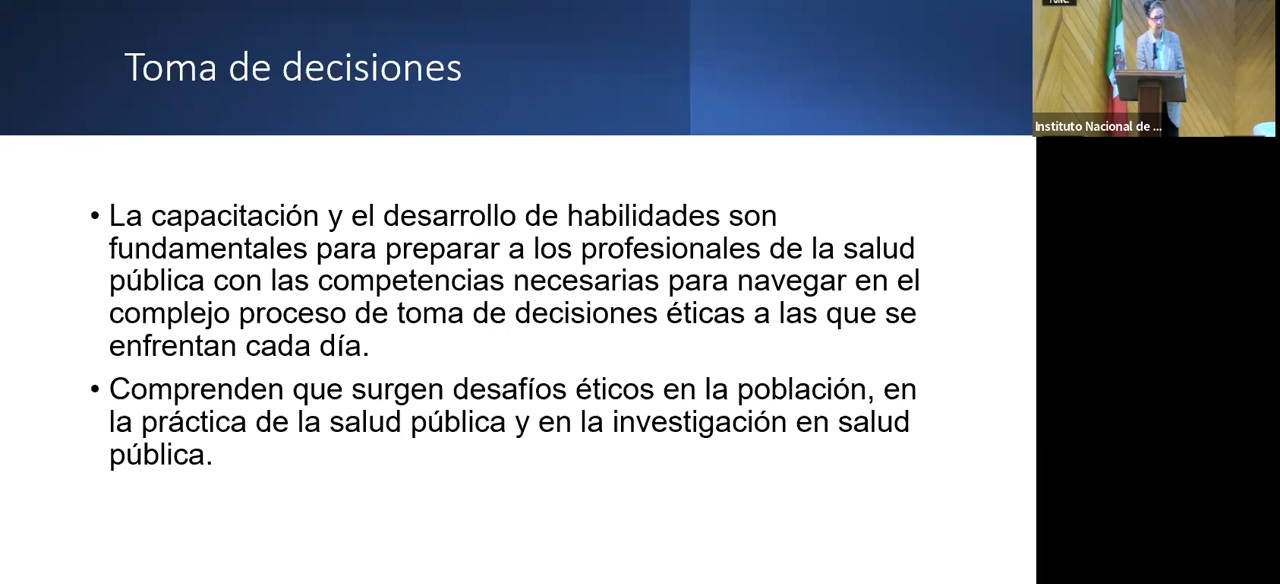 Toma de decisiones
Instituto Nacional de ...
• La capacitación y el desarrollo de habilidades son
fundamentales para preparar a los profesionales de la salud
pública con las competencias necesarias para navegar en el
complejo proceso de toma de decisiones éticas a las que se
enfrentan cada día.
• Comprenden que surgen desafíos éticos en la población, en
la práctica de la salud pública y en la investigación en salud
pública.